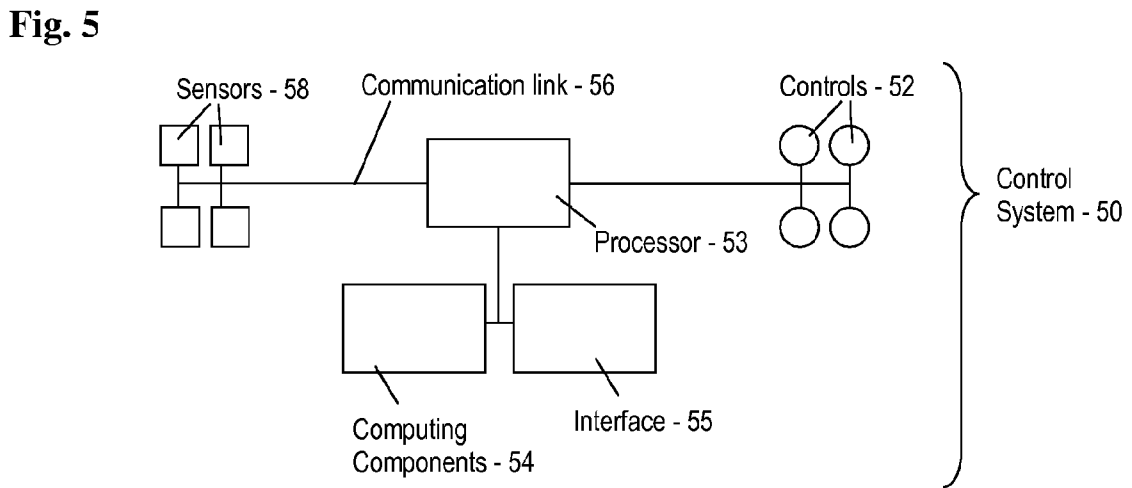 Fig. 5
Sensors - 58
Communication link - 56
Controls - 52
Control
System - 50
Processor - 53
Interface - 55
Computing
Components - 54